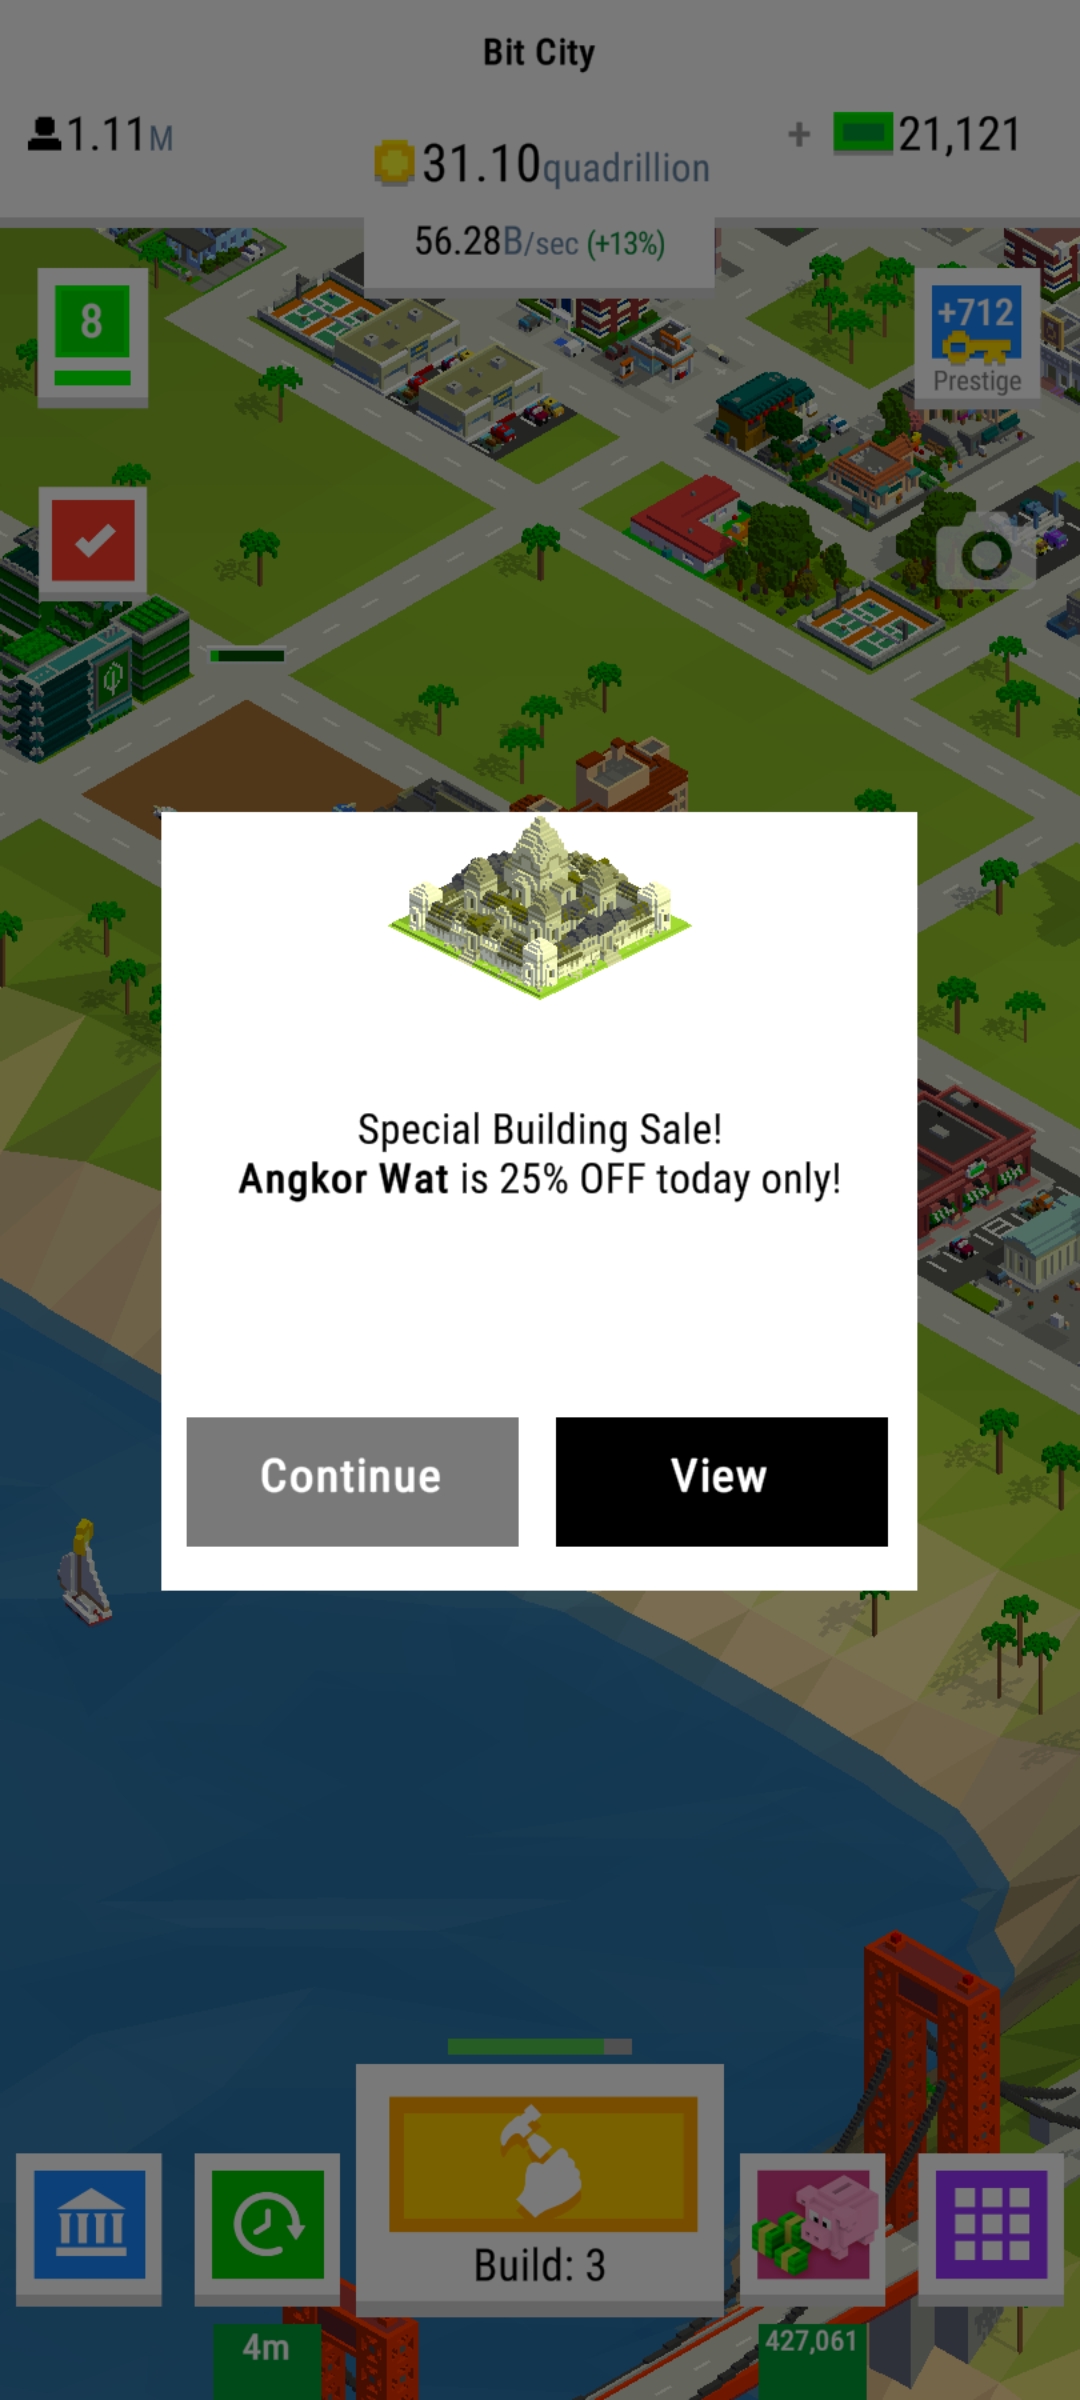 Bit City
1.11M
31.10quadrillion
+ 21,121
56.28B/sec (+13%)
8
+712
Prestige
Special Building Sale!
Angkor Wat is 25% OFF today only!
Continue
View
Build: 3
4m
427,061